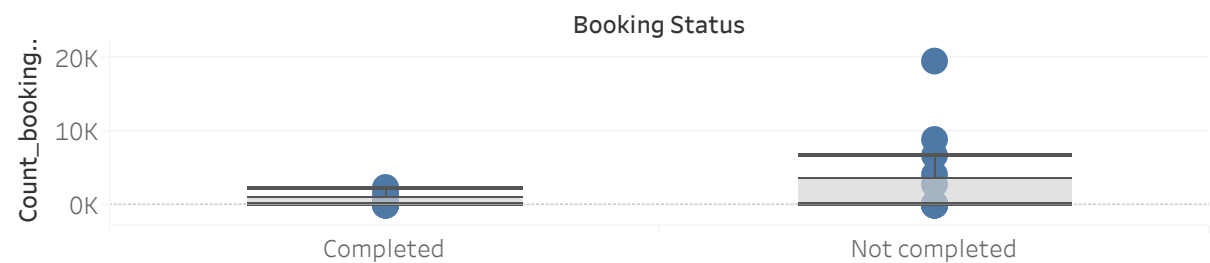 Booking Status
Count_booking..
20K
10K
0K
Completed
Not completed